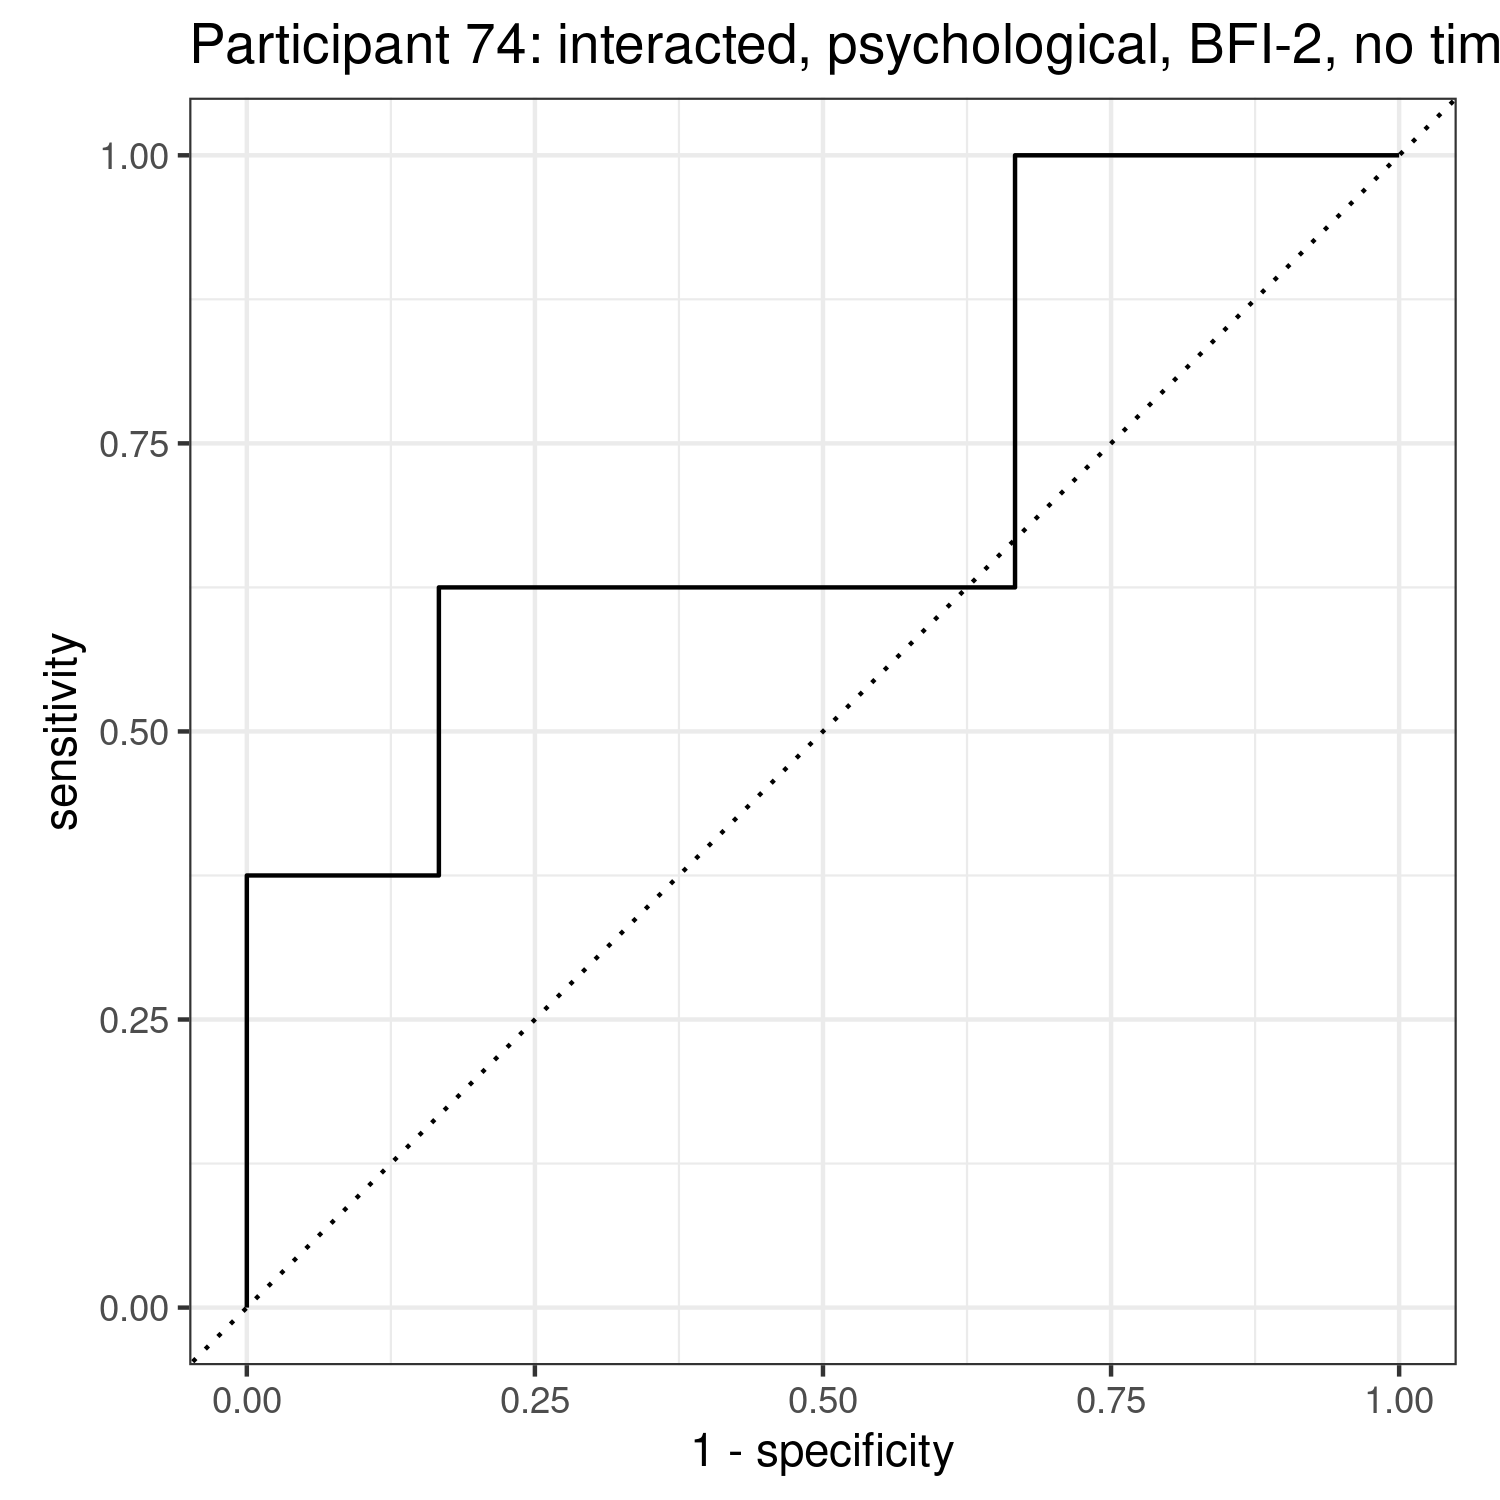 Participant 74: interacted, psychological, BFI-2, no tim
1.00
0.75
0.50
0.25
0.00
sensitivity
0.00 0.25 0.50 0.75 1.00
1 - specificity